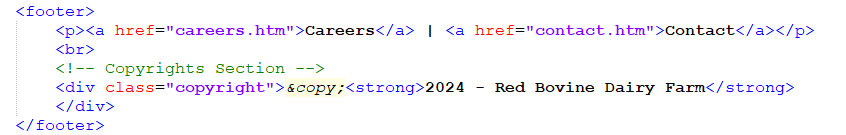 <footer>
<p><a href="careers.htm">Careers</a> | <a href="contact.htm">Contact</a></p>
<br>
<!-- Copyrights Section -->
<div class="copyright">&copy;<strong>2024 - Red Bovine Dairy Farm</strong>
</div>
</footer>